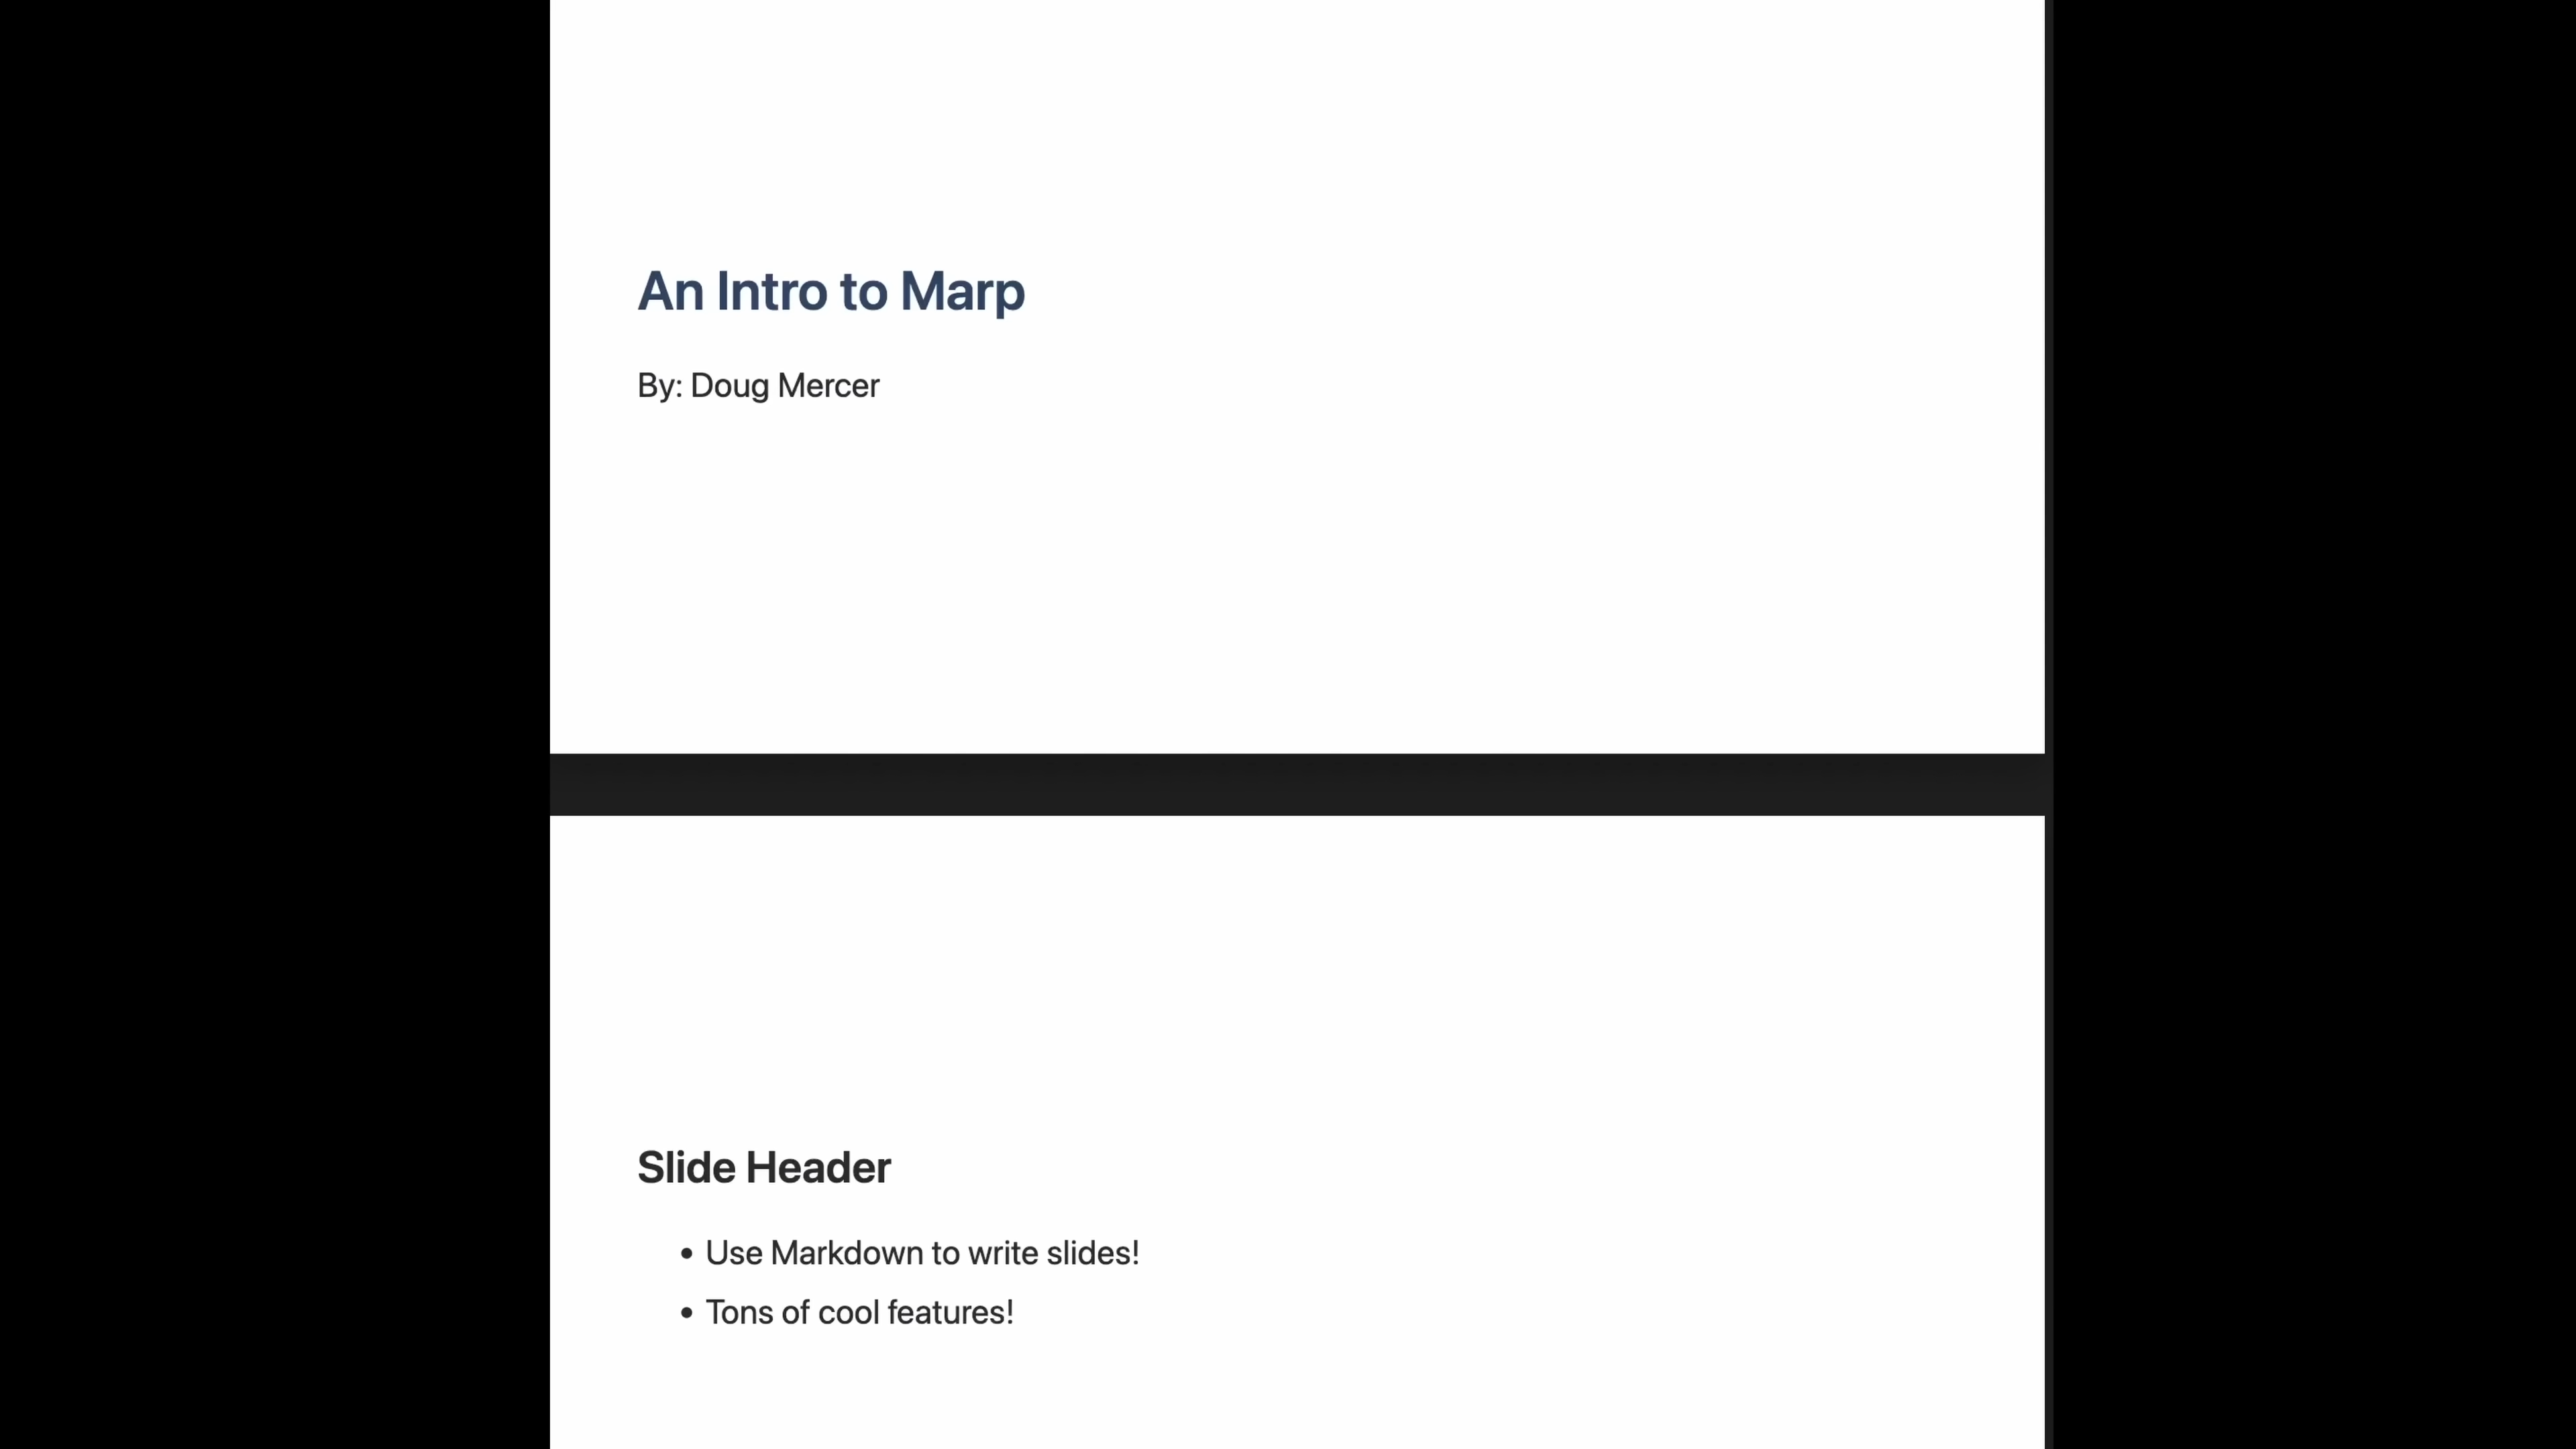 An Intro to Marp
By: Doug Mercer
Slide Header
• Use Markdown to write slides!
• Tons of cool features!